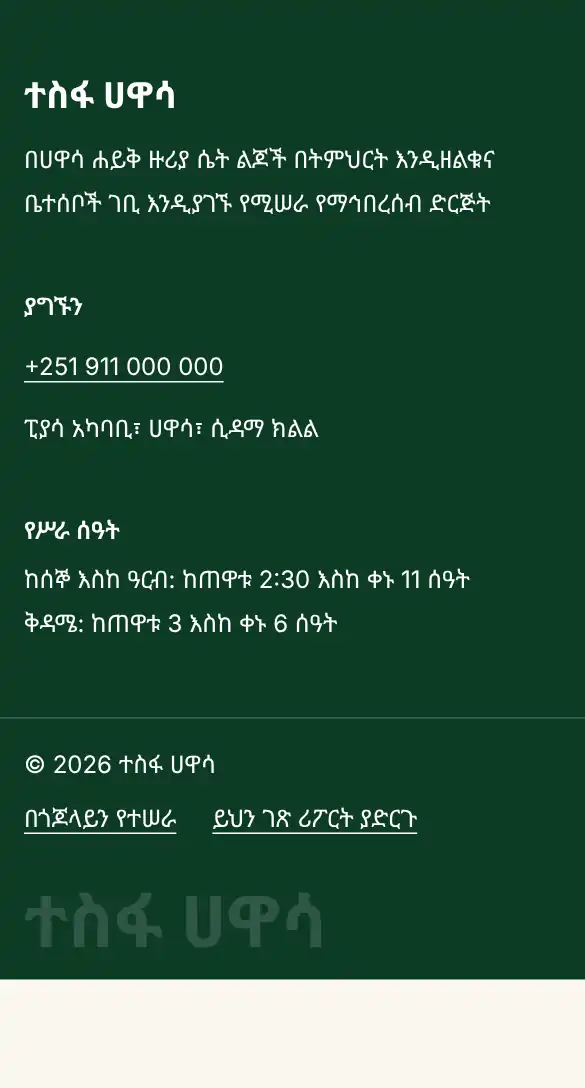 ተስፋ ሀዋሳ
በሀዋሳ ሐይቅ ዙሪያ ሴት ልጆች በትምህርት እንዲዘልቁና
ቤተሰቦች ገቢ እንዲያገኙ የሚሠራ የማኅበረሰብ ድርጅት
ያግኙን
+251 911 000 000
ፒያሳ አካባቢ፣ ሀዋሳ፣ ሲዳማ ክልል
የሥራ ሰዓት
ከሰኞ እስከ ዓርብ: ከጠዋቱ 2:30 እስከ ቀኑ 11 ሰዓት
ቅዳሜ: ከጠዋቱ 3 እስከ ቀኑ 6 ሰዓት
© 2026 ተስፋ ሀዋሳ
በጎጆላይን የተሠራ ይህን ገጽ ሪፖርት ያድርጉ
ተስፋ ሀዋሳ